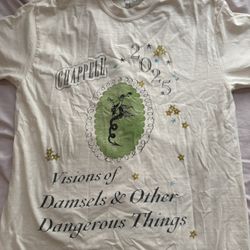 CHAPPELL
2025
Visions of
Damsels & Other
Dangerous Things